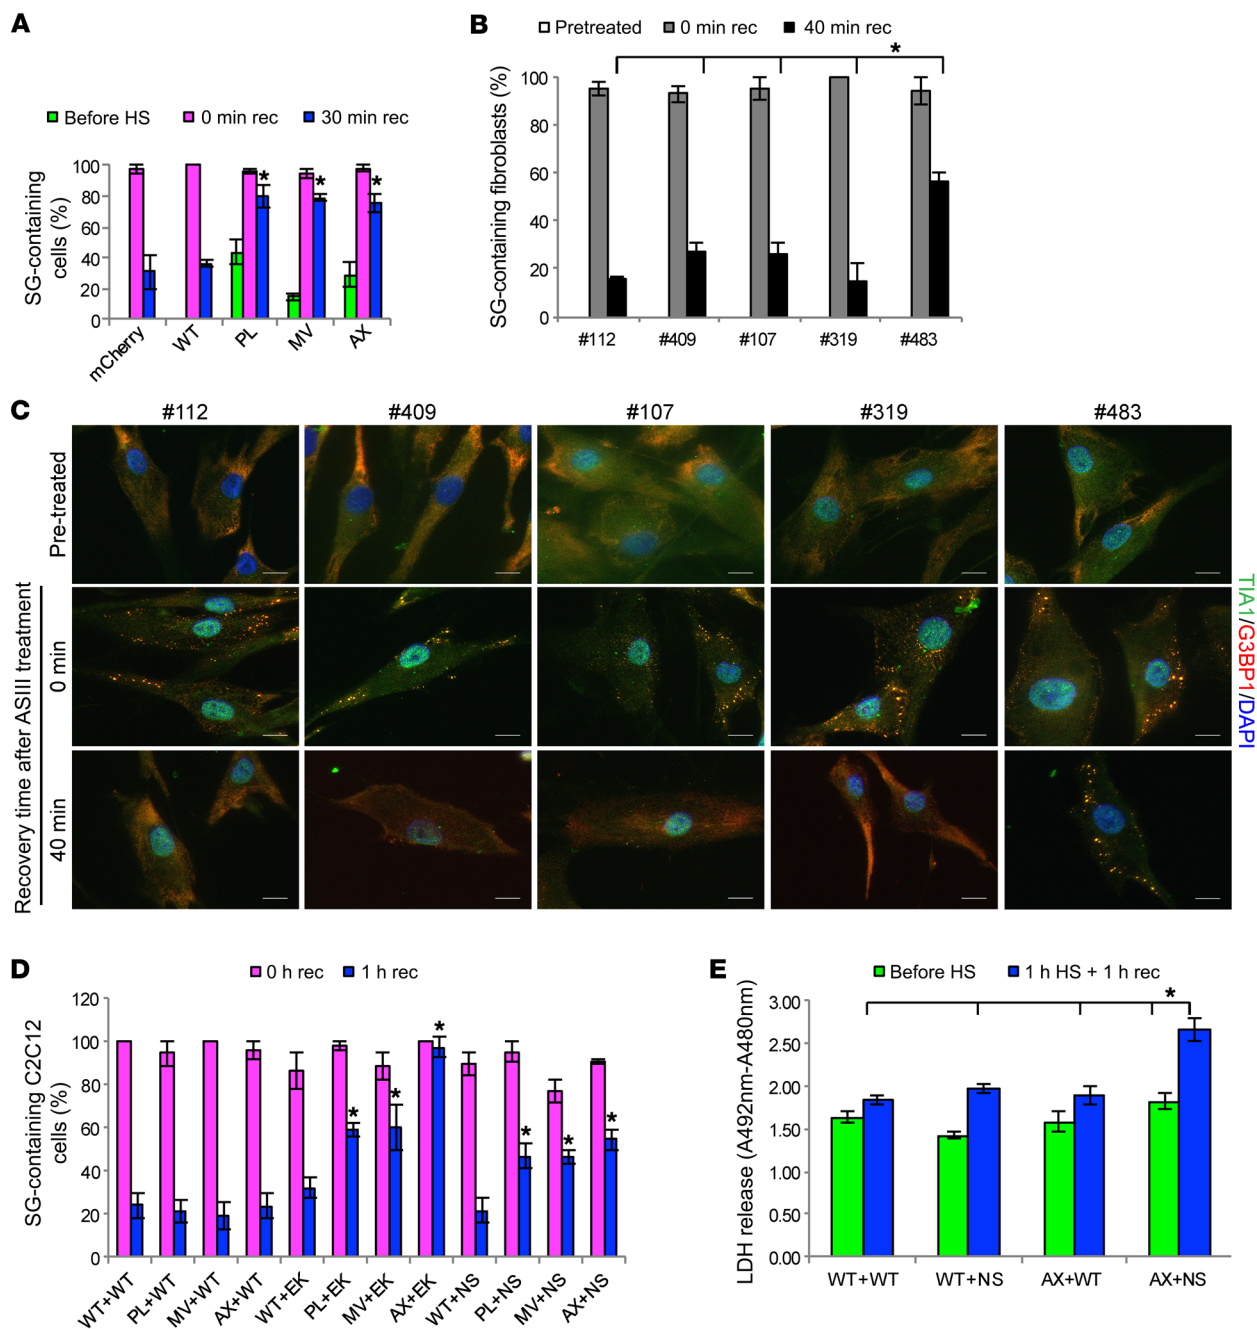 A
Before HS 0 min rec 30 min rec
SG-containing
cells (%)
100
80
60
40
20
0
* * *
mCherry WT PL MV AX
B
Pretreated 0 min rec 40 min rec
*
SG-containing fibroblasts (%)
100
80
60
40
20
0
#112 #409 #107 #319 #483
C
#112 #409 #107 #319 #483
Pre-treated
Recovery time after ASIII treatment
0 min
40 min
TIA1/G3BP1/DAPI
D
0 h rec 1 h rec
SG-containing C2C12
cells (%)
120
100
80
60
40
20
0
* * * * * *
WT+WT PL+WT MV+WT AX+WT WT+EK PL+EK MV+EK AX+EK WT+NS PL+NS MV+NS AX+NS
E
Before HS 1 h HS + 1 h rec
*
LDH release (A492nm-A480nm)
3.00
2.50
2.00
1.50
1.00
0.50
0.00
WT+WT WT+NS AX+WT AX+NS